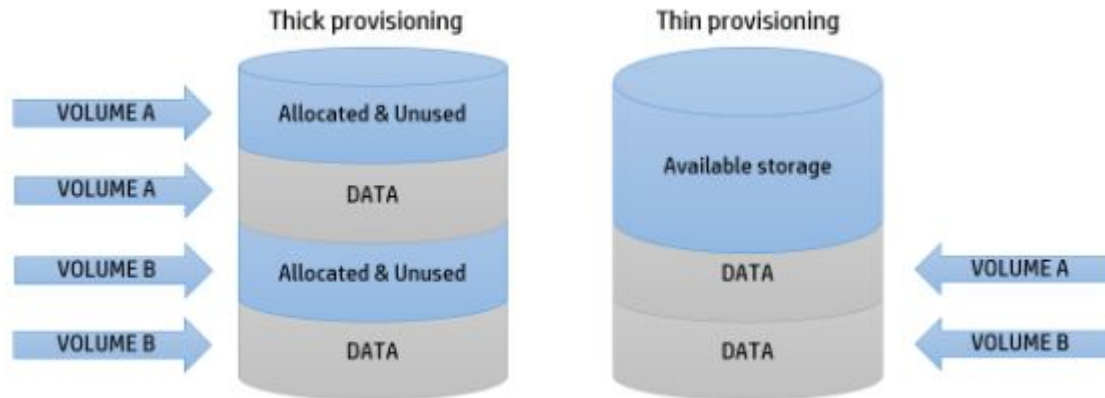 Thick provisioning
Thin provisioning
VOLUME A
Allocated & Unused
VOLUME A
DATA
VOLUME B
Allocated & Unused
VOLUME B
DATA
Available storage
DATA
VOLUME A
DATA
VOLUME B